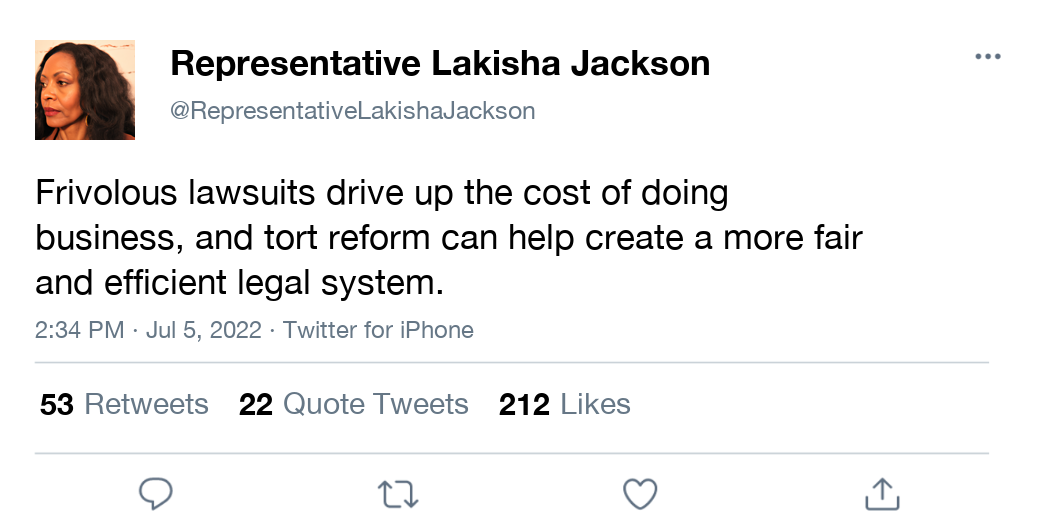 Representative Lakisha Jackson
@RepresentativeLakishaJackson
Frivolous lawsuits drive up the cost of doing
business, and tort reform can help create a more fair
and efficient legal system.
2:34 PM · Jul 5, 2022 · Twitter for iPhone
53 Retweets 22 Quote Tweets 212 Likes